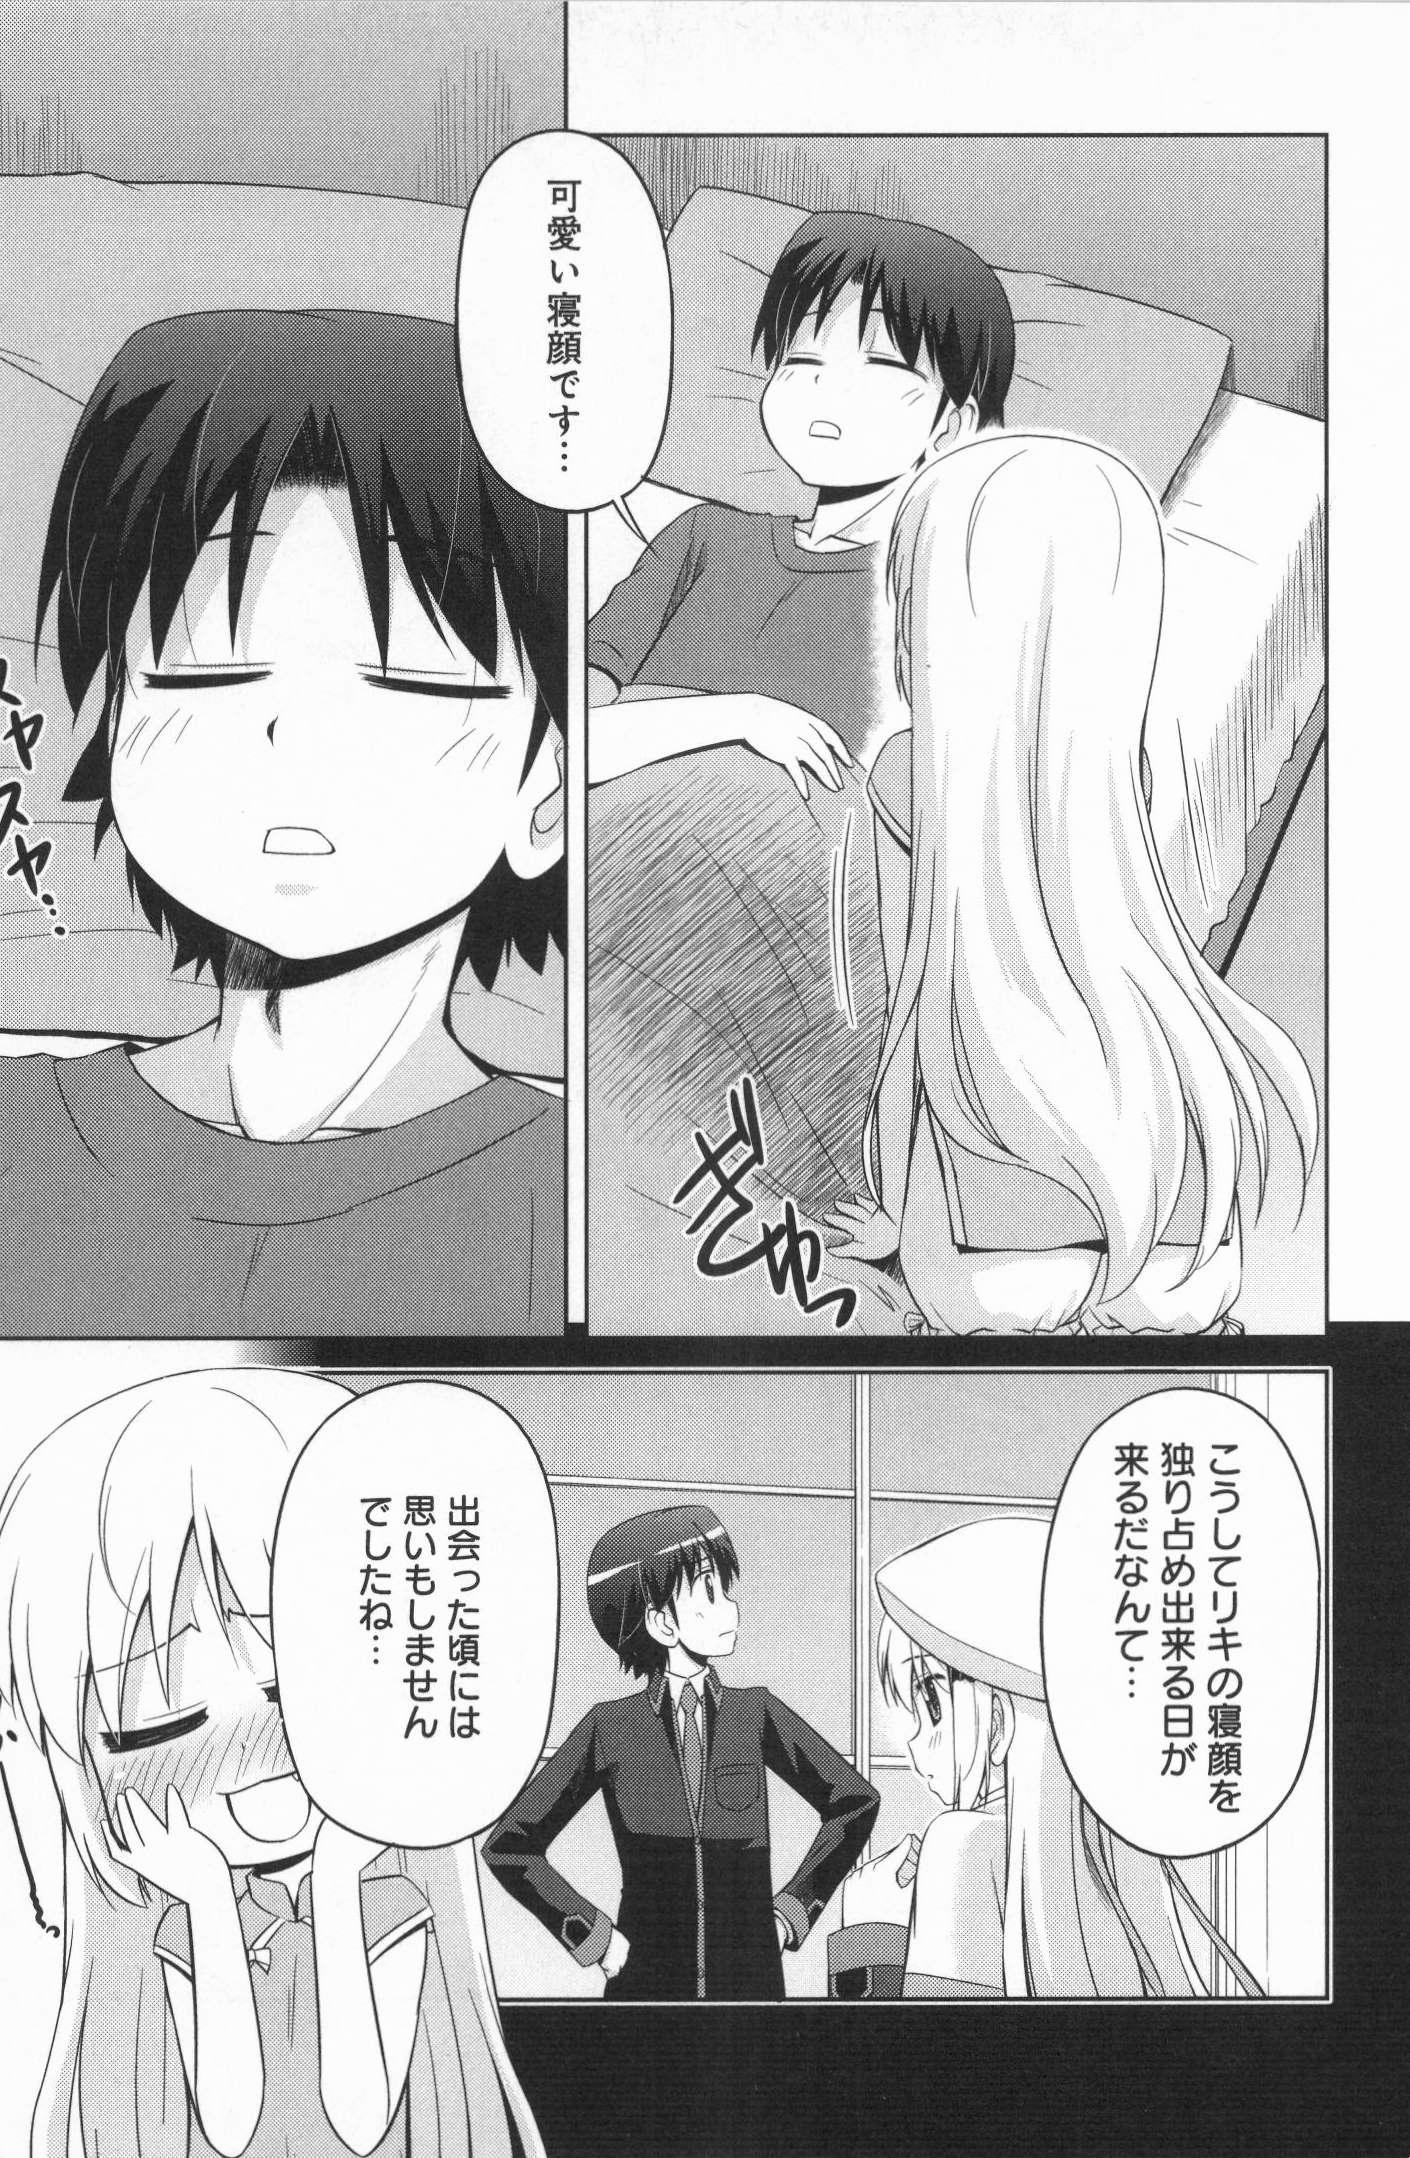 可愛い寝顔です…
ぎゅっ
スヤスヤ…
こうしてリキの寝顔を
独り占め出来る日が
来るだなんて…
出会った頃には
思いもしません
でしたね…